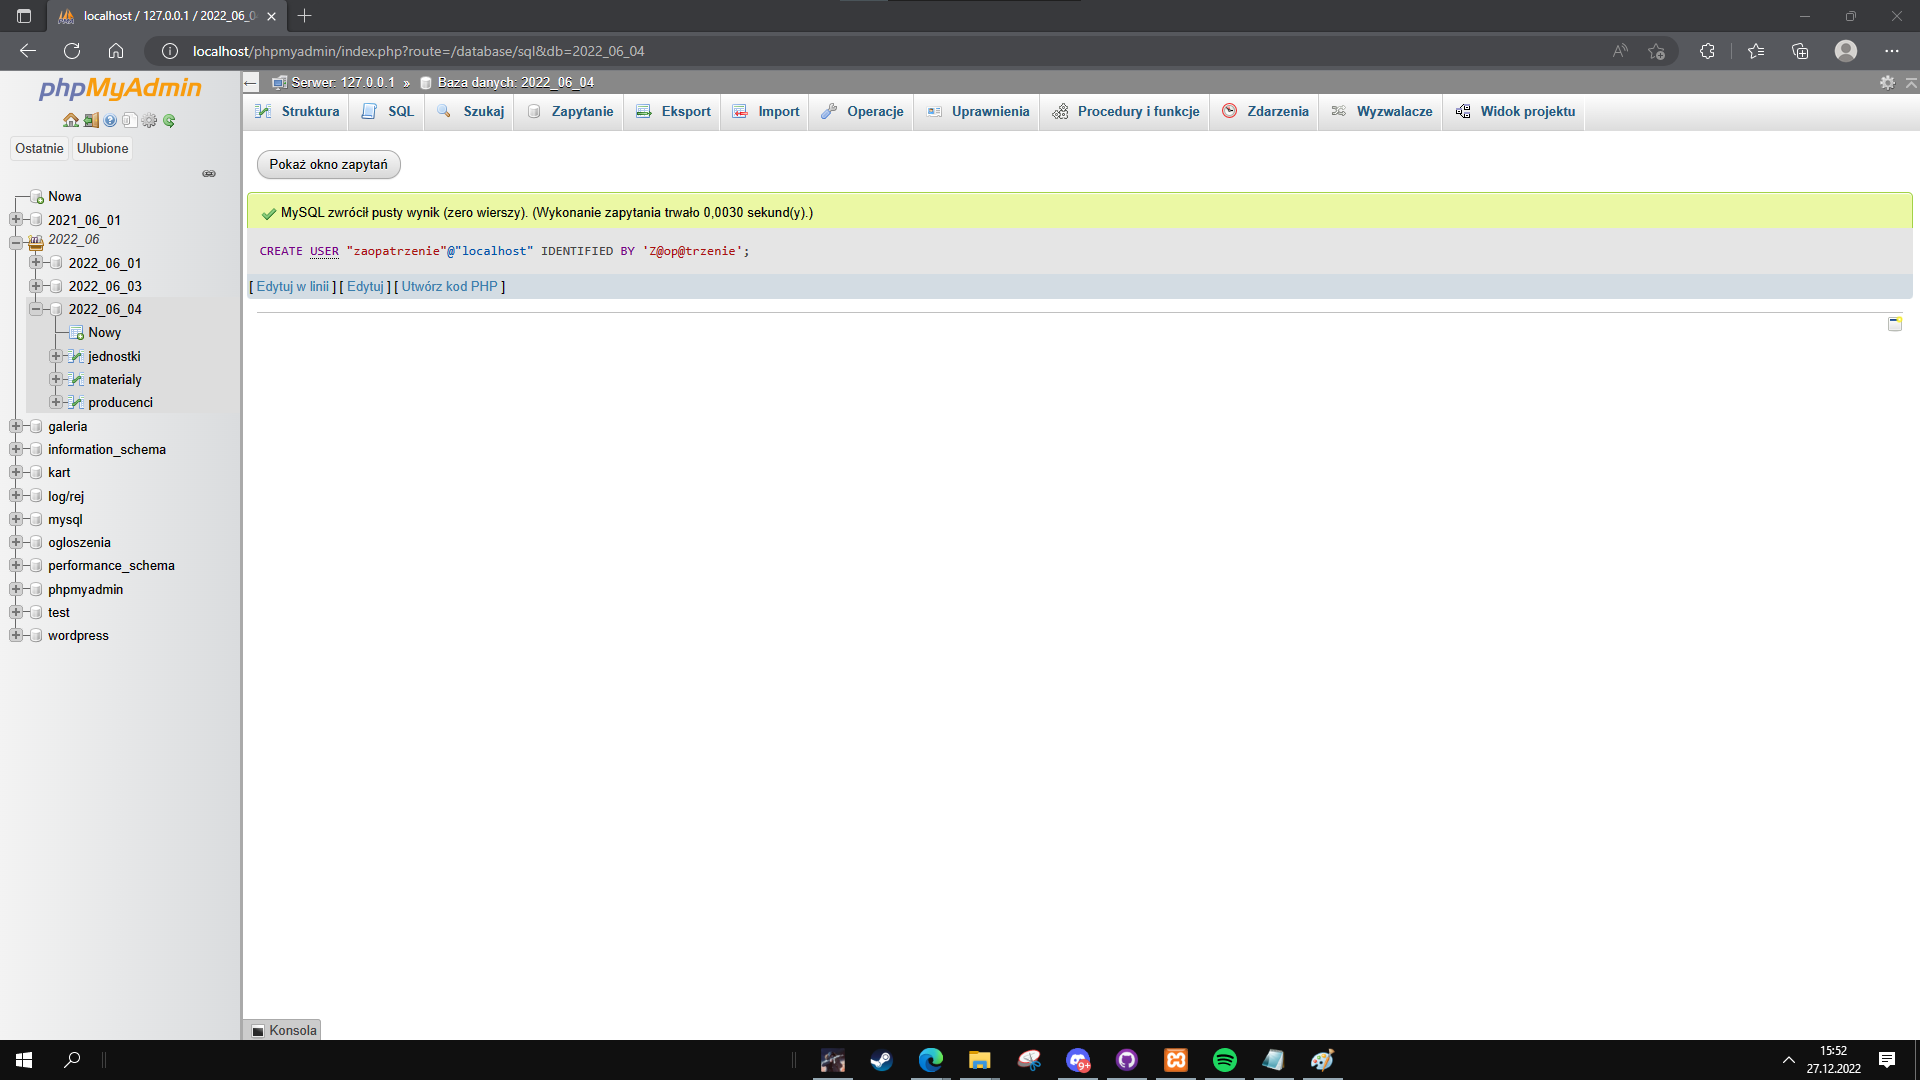 localhost / 127.0.0.1 / 2022_06_0
localhost/phpmyadmin/index.php?route=/database/sql&db=2022_06_04
phpMyAdmin
Ostatnie
Ulubione
Nowa
2021_06_01
2022_06
2022_06_01
2022_06_03
2022_06_04
Nowy
jednostki
materialy
producenci
galeria
information_schema
kart
log/rej
mysql
ogloszenia
performance_schema
phpmyadmin
test
wordpress
Serwer: 127.0.0.1 » Baza danych: 2022_06_04
Struktura SQL Szukaj Zapytanie Eksport Import Operacje Uprawnienia Procedury i funkcje Zdarzenia Wyzwalacze Widok projektu
Pokaż okno zapytań
MySQL zwrócił pusty wynik (zero wierszy). (Wykonanie zapytania trwało 0,0030 sekund(y).)
CREATE USER "zaopatrzenie"@"localhost" IDENTIFIED BY 'Z@op@trzenie';
[ Edytuj w linii ] [ Edytuj ] [ Utwórz kod PHP ]
Konsola
9+
15:52
27.12.2022